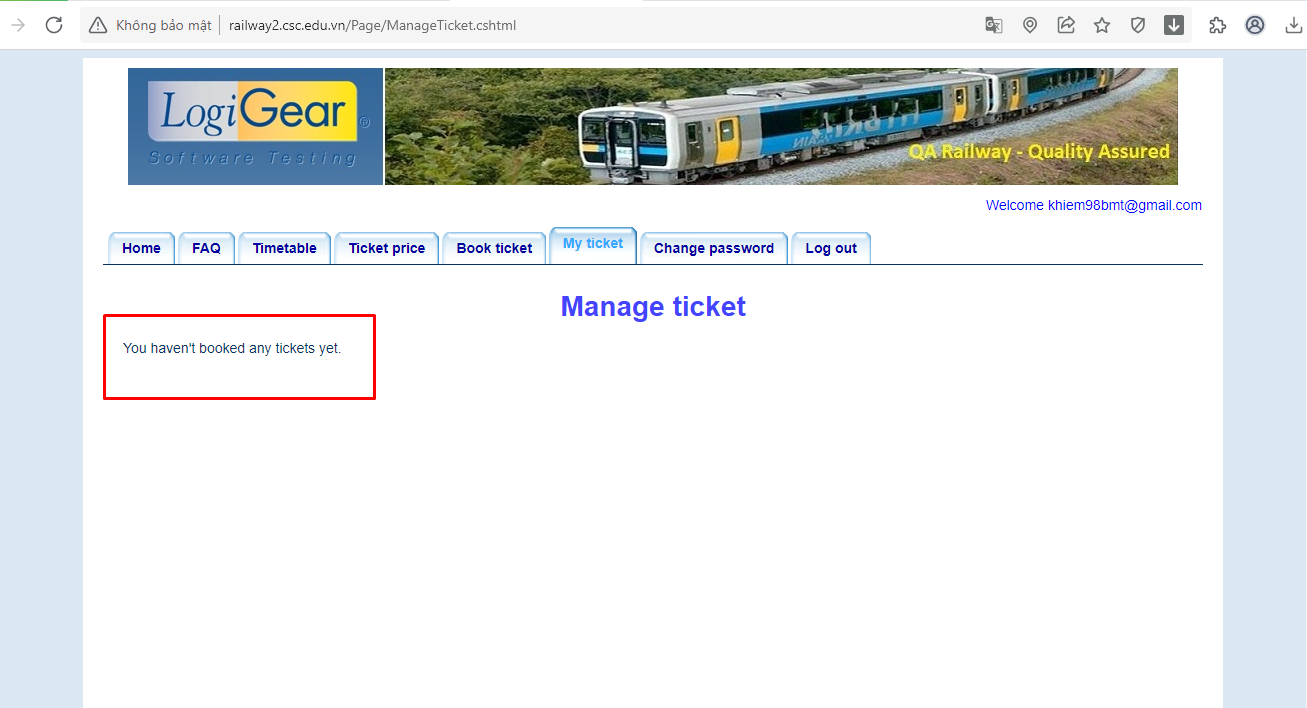 Không bảo mật
railway2.csc.edu.vn/Page/ManageTicket.cshtml
LogiGear®
Software Testing
QA Railway - Quality Assured
Welcome khiem98bmt@gmail.com
Home FAQ Timetable Ticket price Book ticket My ticket Change password Log out
Manage ticket
You haven't booked any tickets yet.